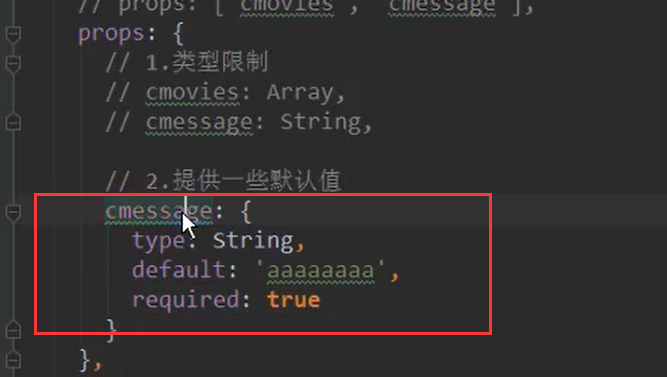 // props: ['cmovies', 'cmessage'],
props: {
// 1.类型限制
// cmovies: Array,
// cmessage: String,
// 2.提供一些默认值
cmessage: {
type: String,
default: 'aaaaaaaa',
required: true
}
},